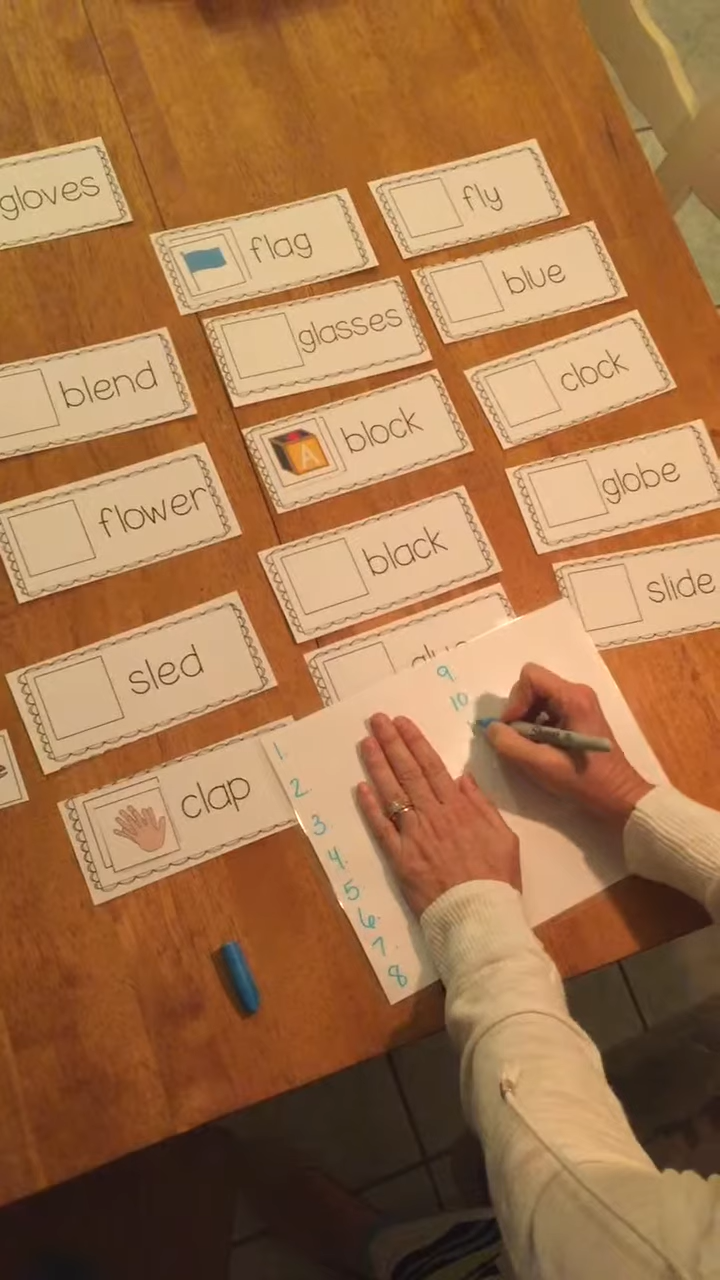 gloves
flag
fly
glasses
blue
blend
block
clock
flower
black
globe
sled
slide
clap
A
1.
2.
3.
4.
5.
6.
7.
8
9
10